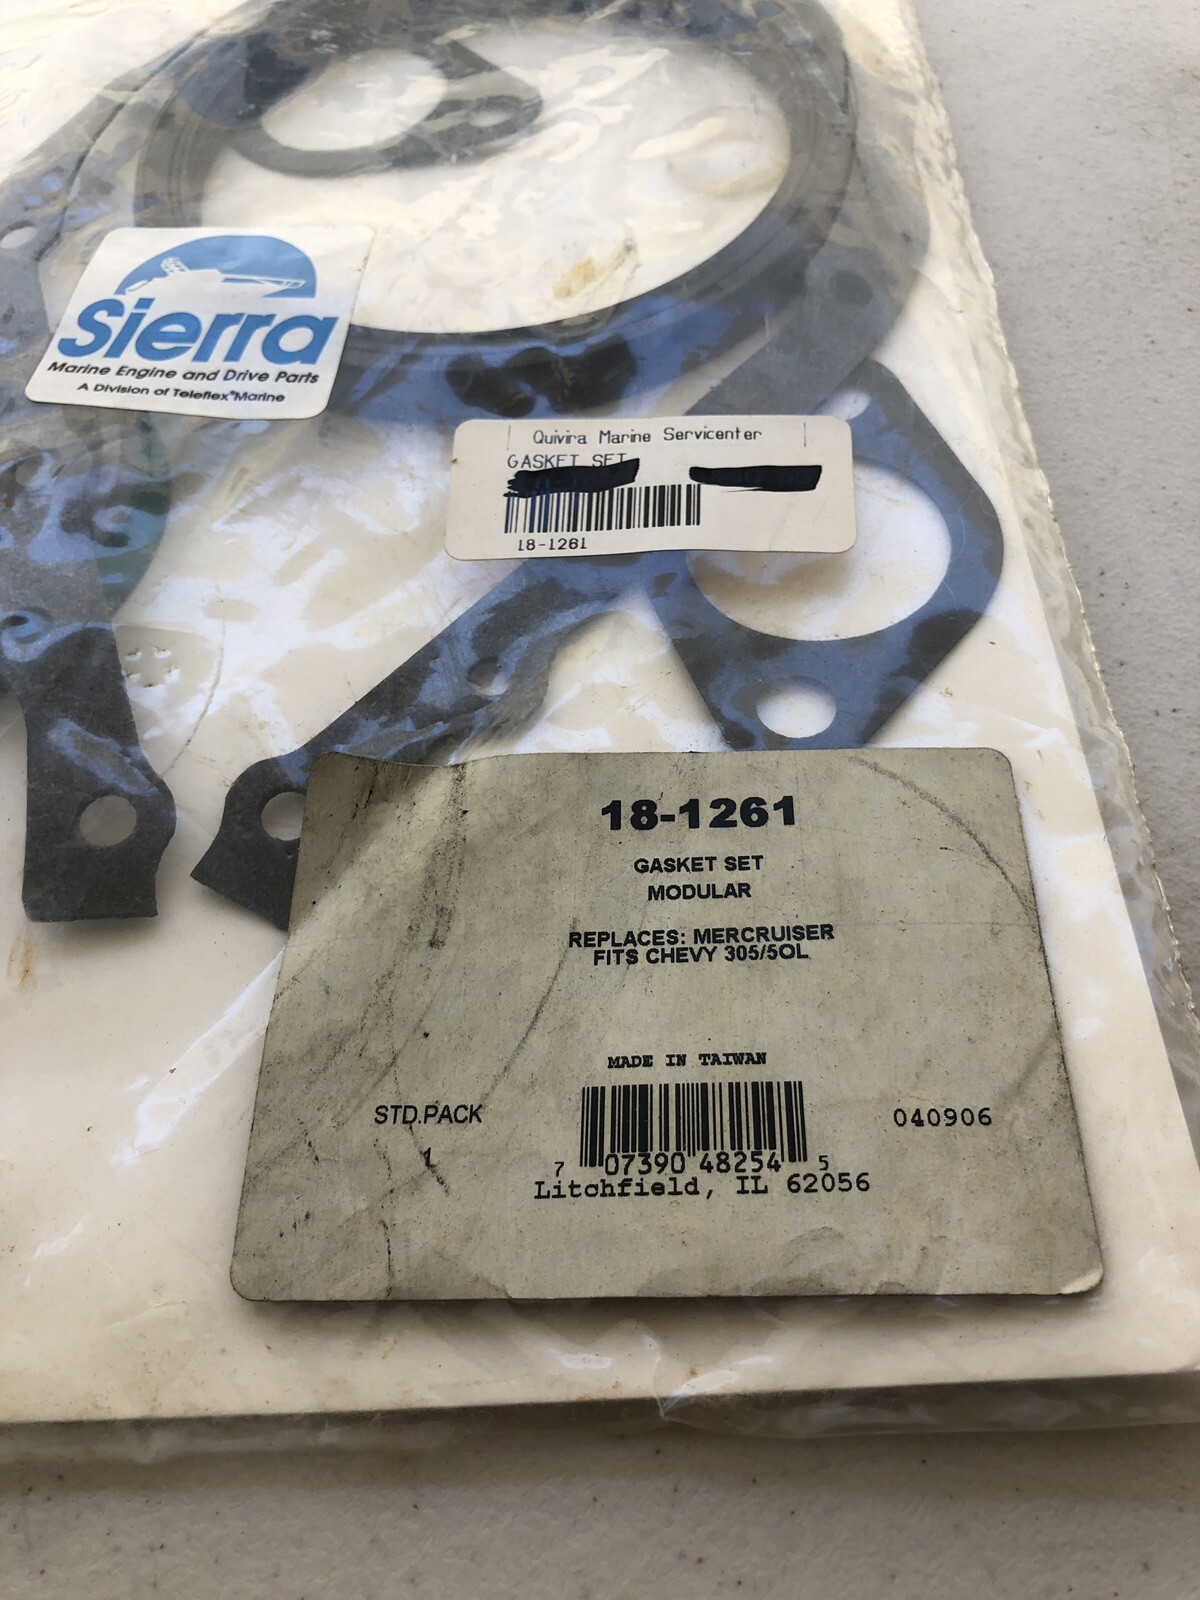 Sierra
Marine Engine and Drive Parts
A Division of Teleflex® Marine
Quivira Marine Servicenter
GASKET SET
18-1261
18-1261
GASKET SET
MODULAR
REPLACES: MERCRUISER
FITS CHEVY 305/5OL
MADE IN TAIWAN
STD.PACK
1
040906
7 07390 48254 5
Litchfield, IL 62056